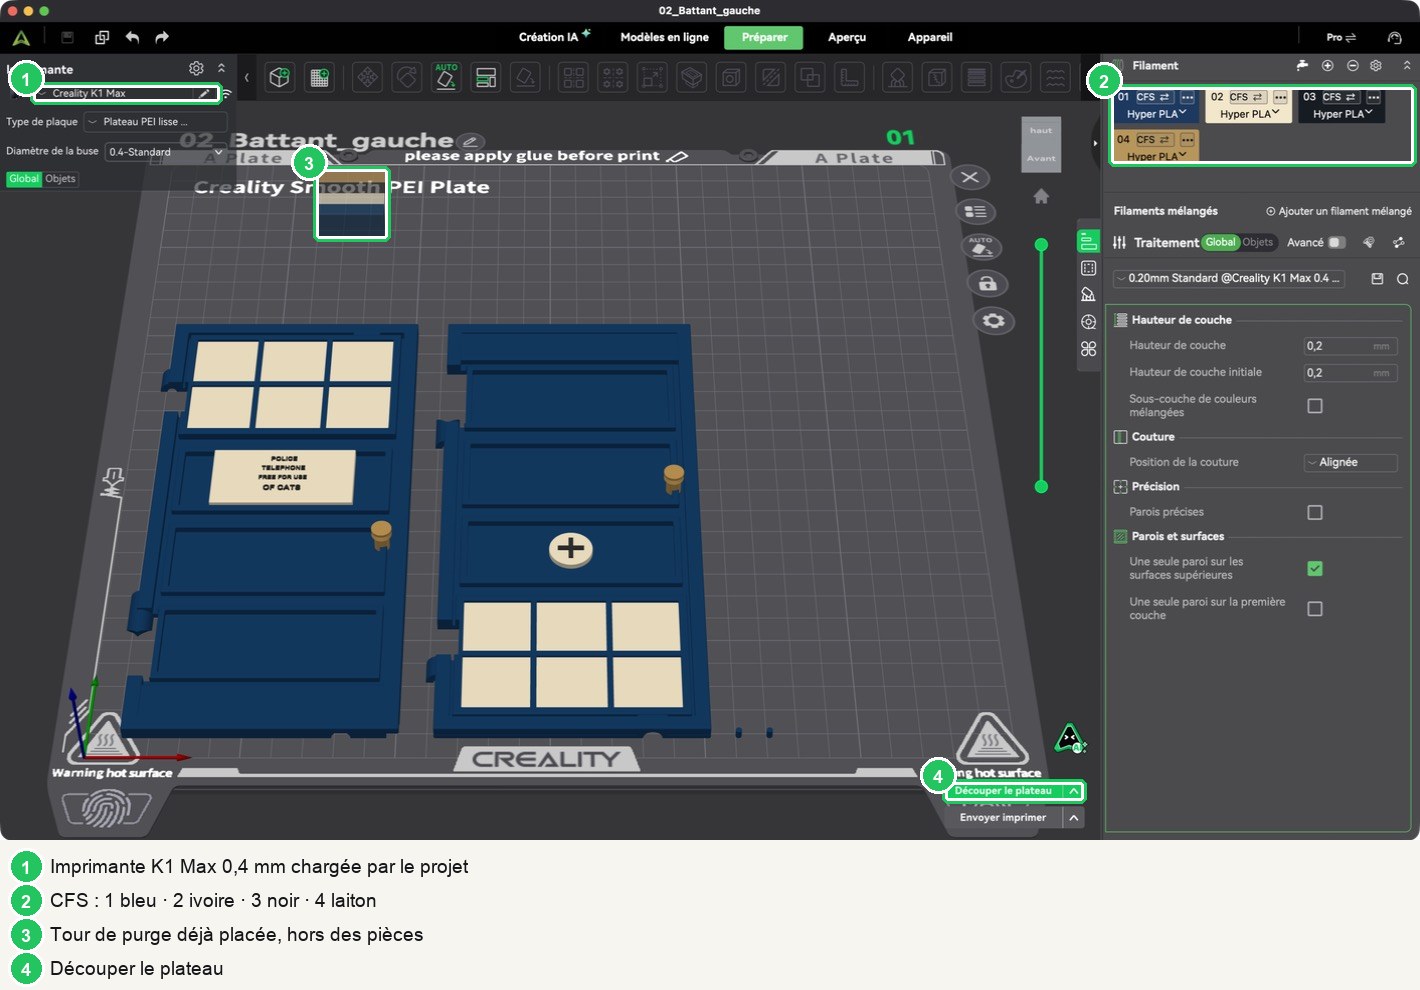 02_Battant_gauche
Création IA
Modèles en ligne
Préparer
Aperçu
Appareil
Pro
1
Creality K1 Max
Type de plaque
Plateau PEI lisse ...
Diamètre de la buse
0.4-Standard
Global
Objets
AUTO
02_Battant_gauche
01
A Plate
please apply glue before print
A Plate
3
Creality Smooth PEI Plate
haut
Avant
AUTO
POLICE
TELEPHONE
FREE FOR USE
OF CATS
CREALITY
Warning hot surface
ng hot surface
4
Découper le plateau
Envoyer imprimer
Filament
2
01 CFS
Hyper PLA
02 CFS
Hyper PLA
03 CFS
Hyper PLA
04 CFS
Hyper PLA
Filaments mélangés
Ajouter un filament mélangé
Traitement
Global
Objets
Avancé
0.20mm Standard @Creality K1 Max 0.4 ...
Hauteur de couche
Hauteur de couche
0,2 mm
Hauteur de couche initiale
0,2 mm
Sous-couche de couleurs
mélangées
Couture
Position de la couture
Alignée
Précision
Parois précises
Parois et surfaces
Une seule paroi sur les
surfaces supérieures
Une seule paroi sur la première
couche
1 Imprimante K1 Max 0,4 mm chargée par le projet
2 CFS : 1 bleu · 2 ivoire · 3 noir · 4 laiton
3 Tour de purge déjà placée, hors des pièces
4 Découper le plateau